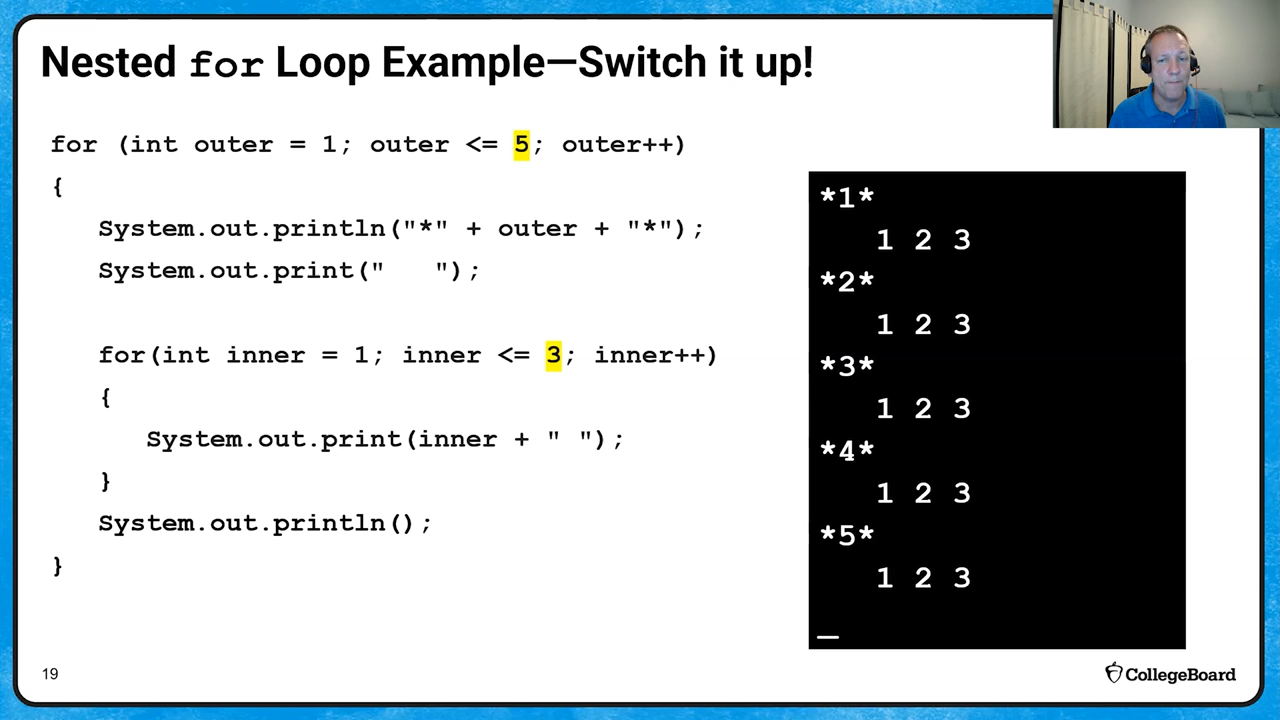 Nested for Loop Example—Switch it up!
for (int outer = 1; outer <= 5; outer++)
{
   System.out.println("*" + outer + "*");
   System.out.print("   ");
   for(int inner = 1; inner <= 3; inner++)
   {
      System.out.print(inner + " ");
   }
   System.out.println();
}
*1*
   1 2 3
*2*
   1 2 3
*3*
   1 2 3
*4*
   1 2 3
*5*
   1 2 3
_
19
CollegeBoard